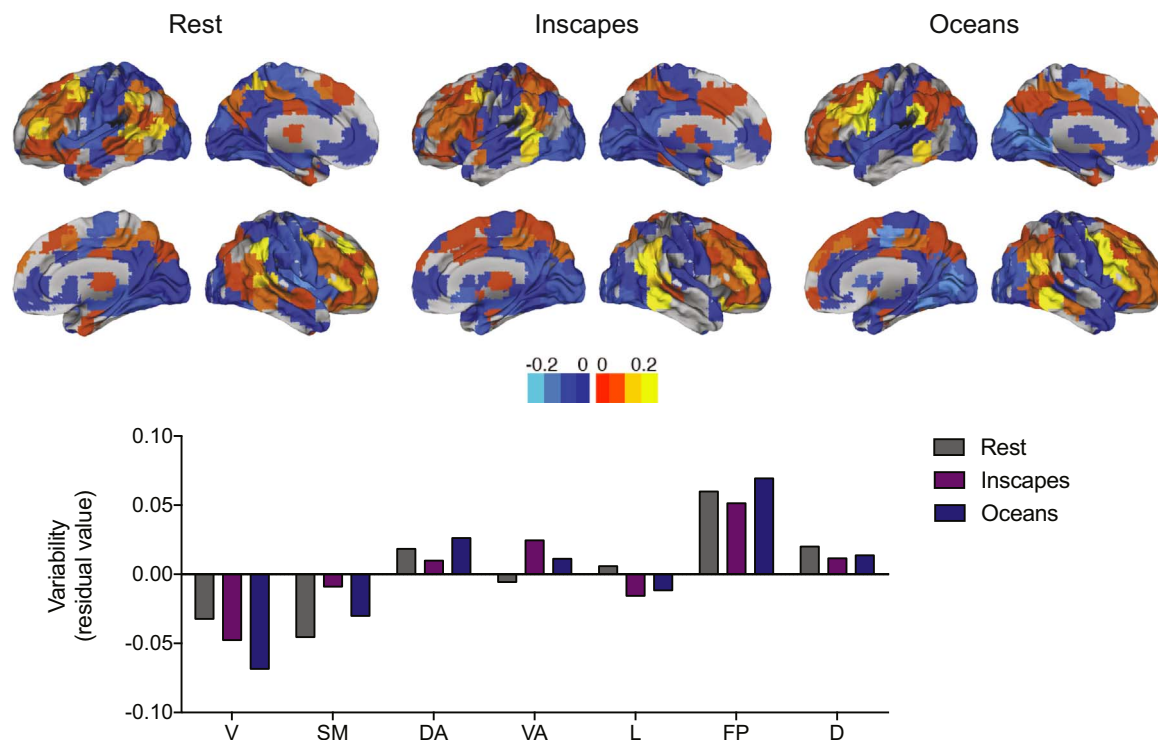 Rest Inscapes Oceans
-0.2 0 0 0.2
0.10
0.05
0.00
-0.05
-0.10
Variability
(residual value)
V SM DA VA L FP D
Rest
Inscapes
Oceans